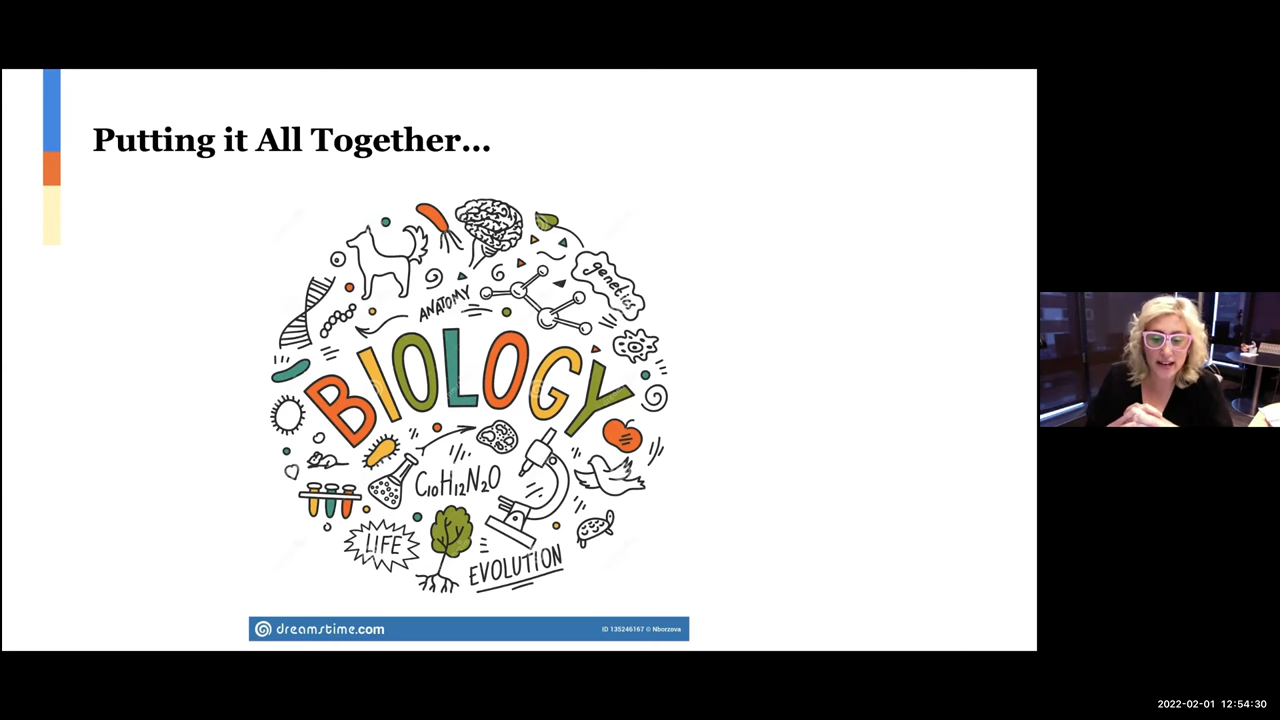 Putting it All Together...
genetics
ANATOMY
BIOLOGY
C10H12N2O
LIFE
EVOLUTION
dreamstime.com
ID 135246167 © Nborzova
2022-02-01 12:54:30